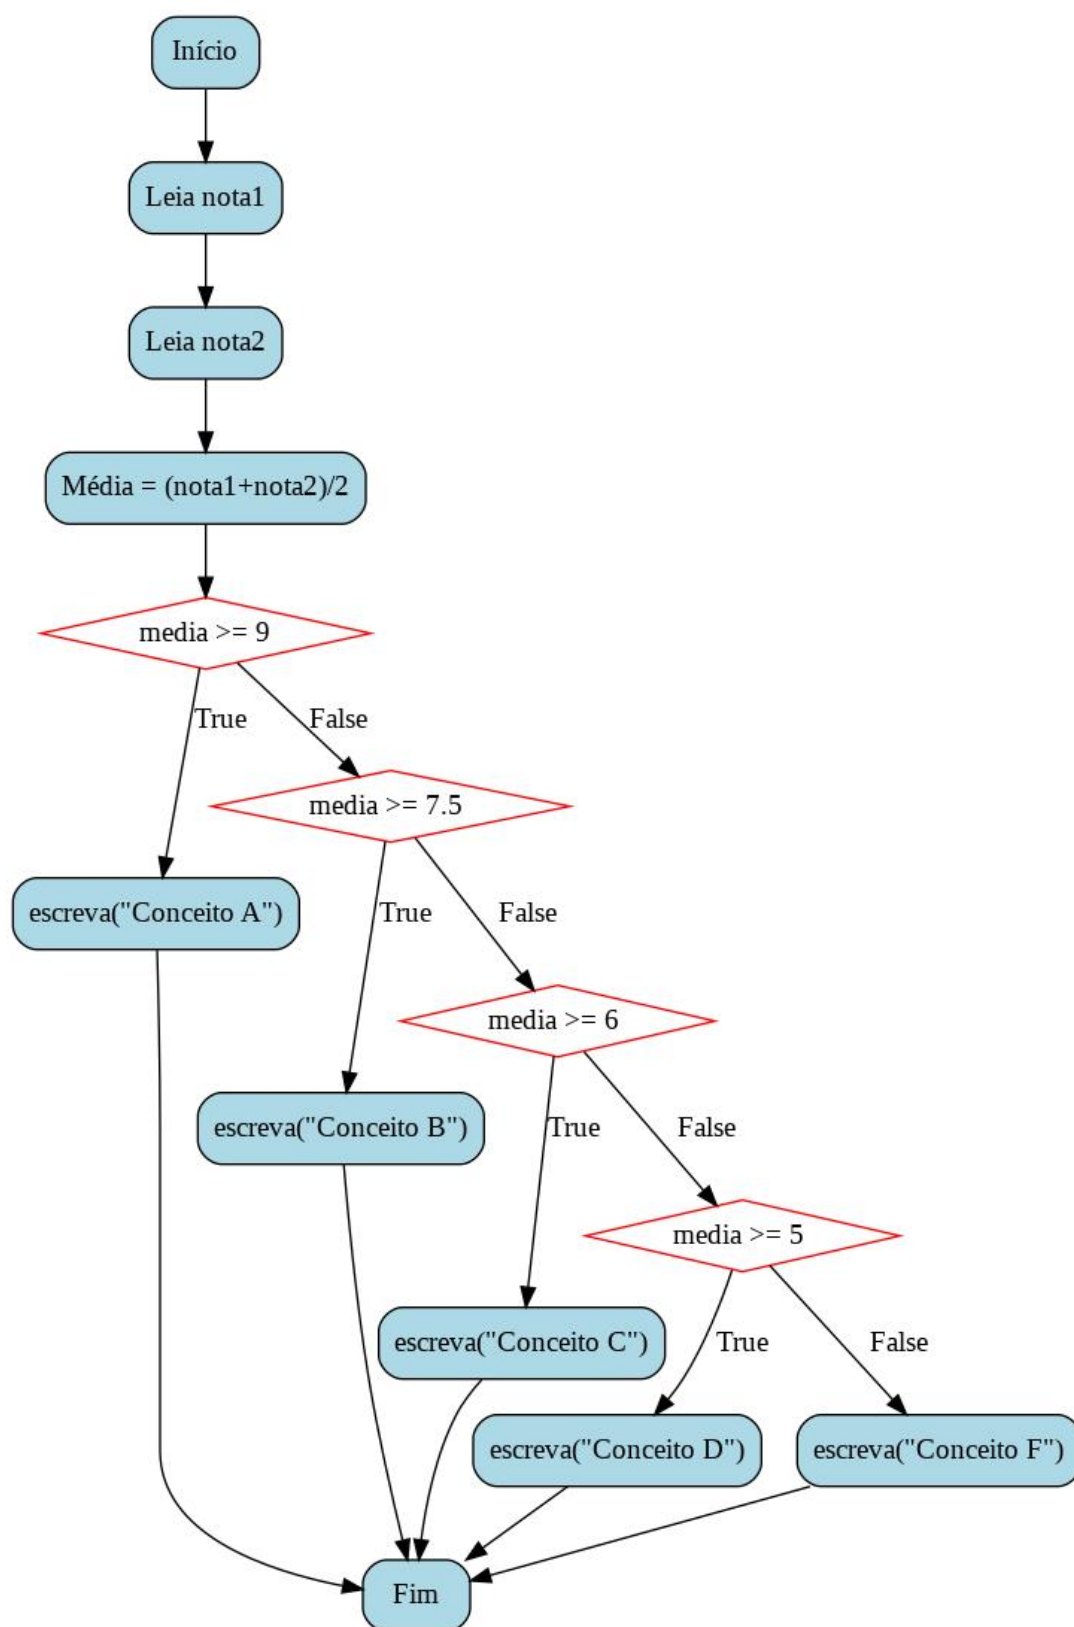 Início
Leia nota1
Leia nota2
Média = (nota1+nota2)/2
media >= 9
True
False
media >= 7.5
escreva("Conceito A")
True
False
media >= 6
escreva("Conceito B")
True
False
media >= 5
escreva("Conceito C")
True
False
escreva("Conceito D")
escreva("Conceito F")
Fim